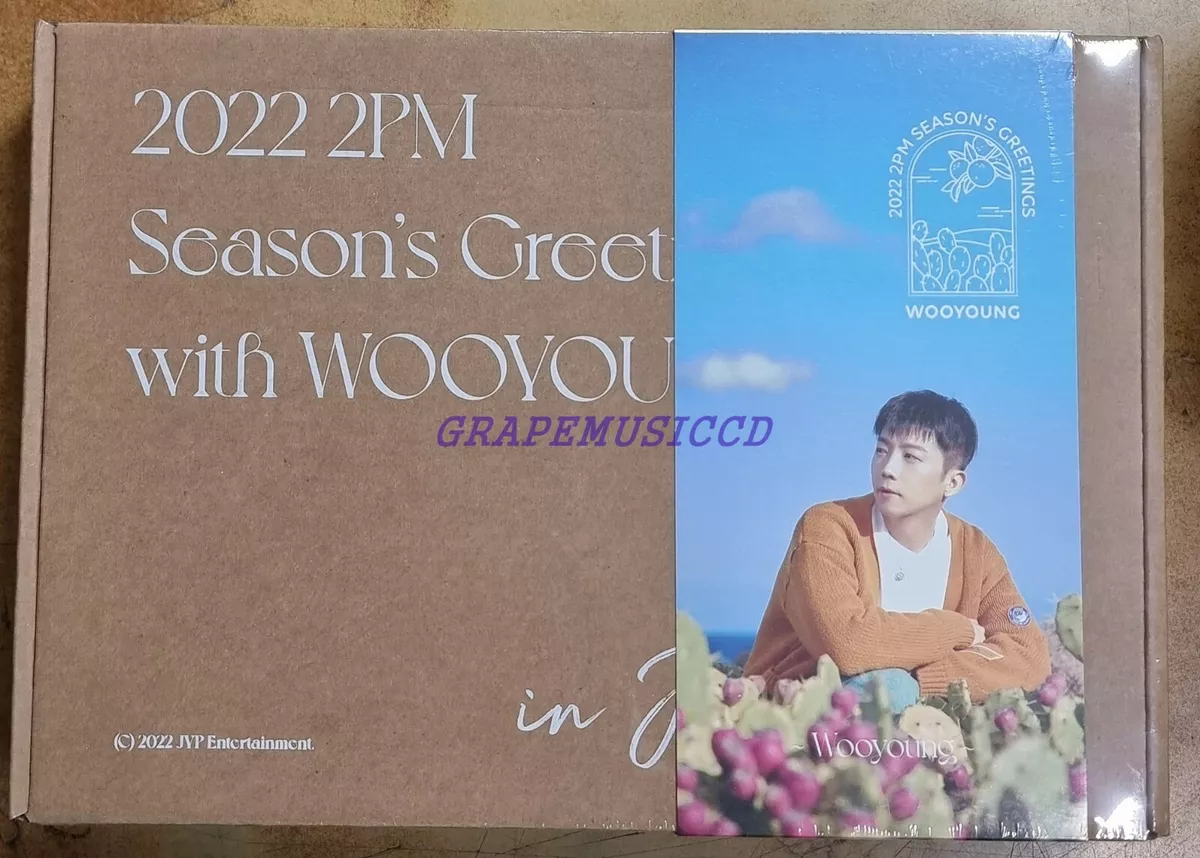 2022 2PM
Season's Greet
with WOOYOU
in J
(C) 2022 JYP Entertainment.
2022 2PM SEASON'S GREETINGS
WOOYOUNG
~ Wooyoung ~
GRAPEMUSICCD